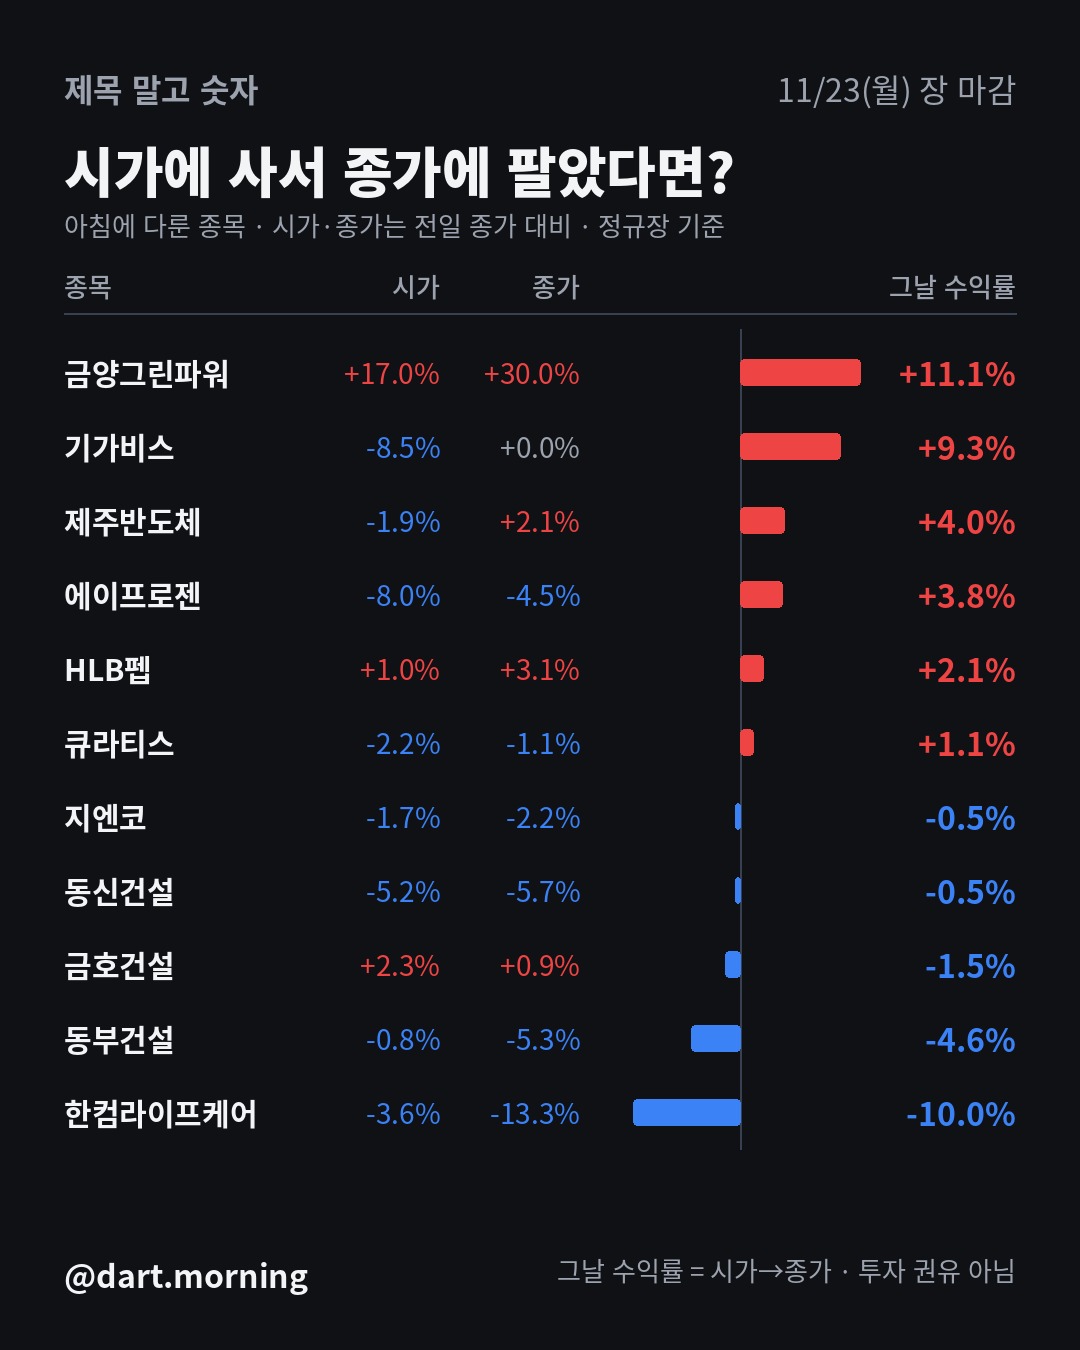 제목 말고 숫자
11/23(월) 장 마감
시가에 사서 종가에 팔았다면?
아침에 다룬 종목 · 시가·종가는 전일 종가 대비 · 정규장 기준
종목 시가 종가 그날 수익률
금양그린파워 +17.0% +30.0% +11.1%
기가비스 -8.5% +0.0% +9.3%
제주반도체 -1.9% +2.1% +4.0%
에이프로젠 -8.0% -4.5% +3.8%
HLB펩 +1.0% +3.1% +2.1%
큐라티스 -2.2% -1.1% +1.1%
지엔코 -1.7% -2.2% -0.5%
동신건설 -5.2% -5.7% -0.5%
금호건설 +2.3% +0.9% -1.5%
동부건설 -0.8% -5.3% -4.6%
한컴라이프케어 -3.6% -13.3% -10.0%
@dart.morning
그날 수익률 = 시가→종가 · 투자 권유 아님